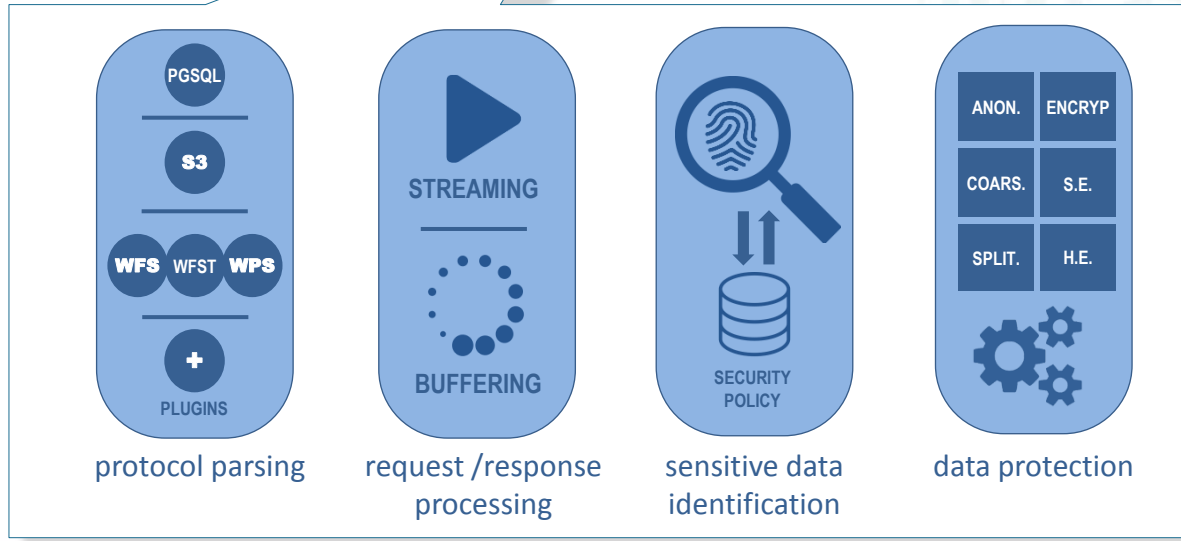 PGSQL
S3
WFS WFST WPS
+
PLUGINS
protocol parsing
STREAMING
BUFFERING
request /response
processing
SECURITY
POLICY
sensitive data
identification
ANON. ENCRYP
COARS. S.E.
SPLIT. H.E.
data protection